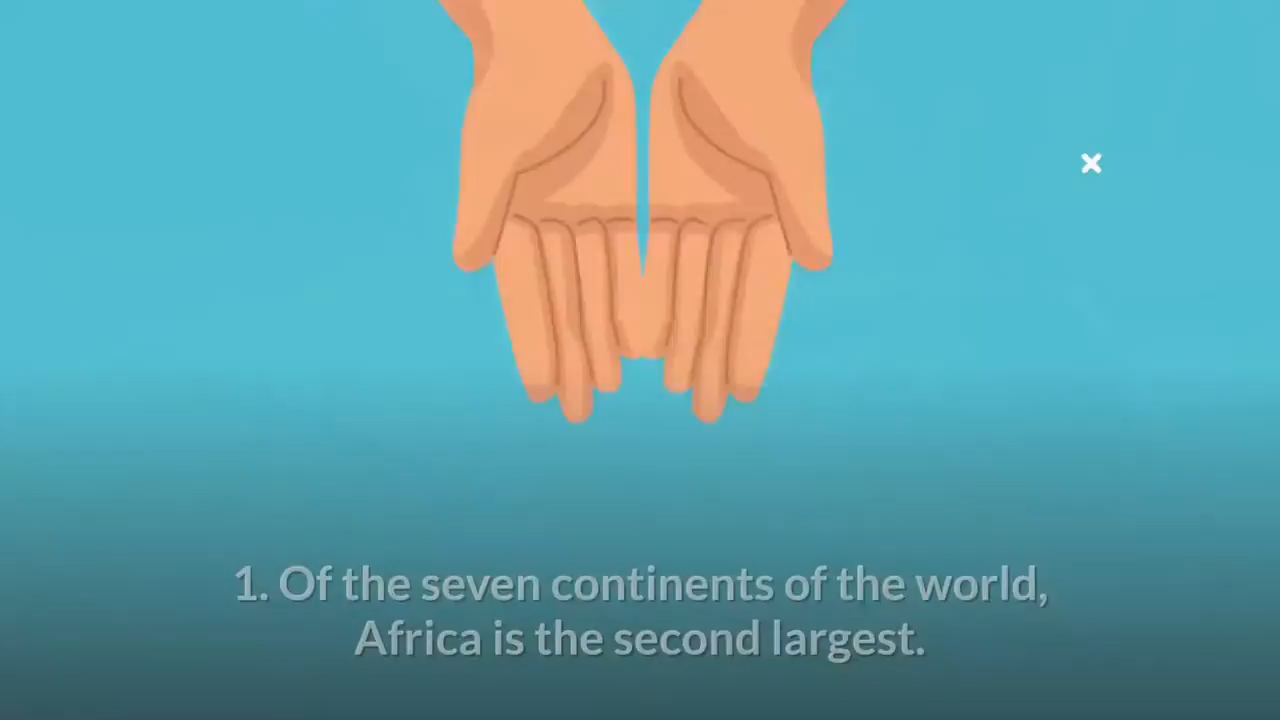 1. Of the seven continents of the world,
Africa is the second largest.